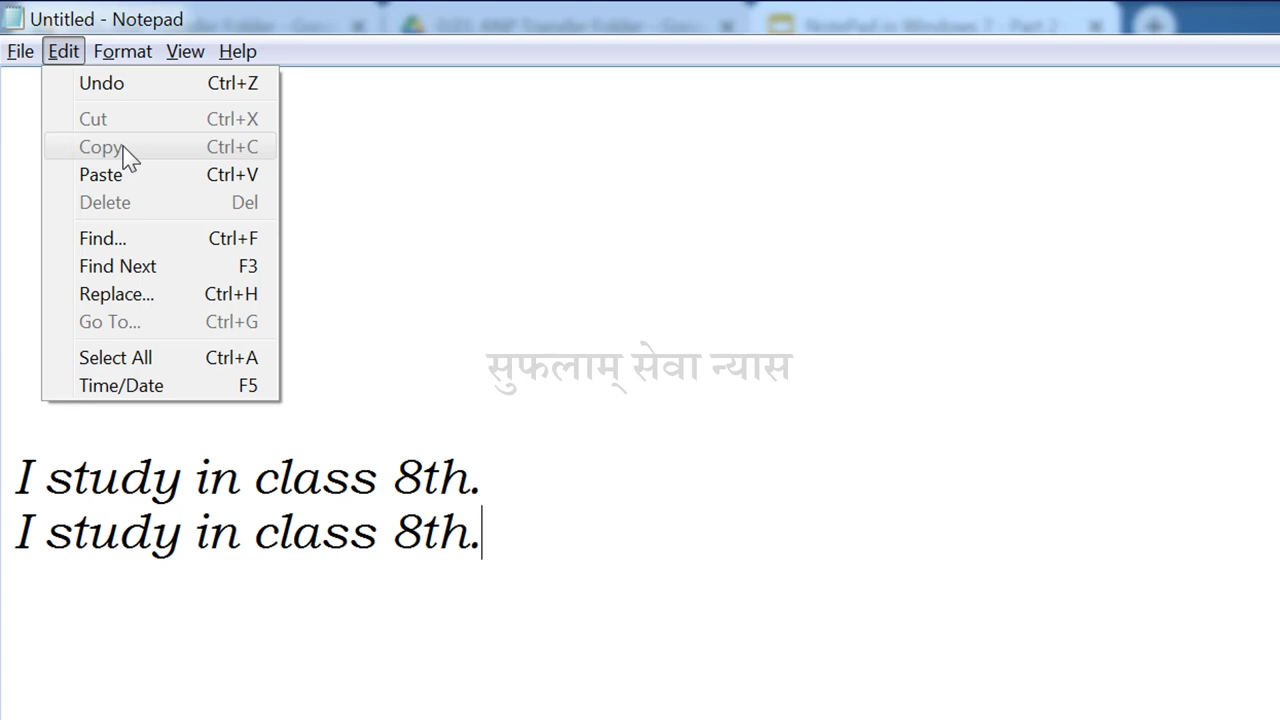 Untitled - Notepad
File Edit Format View Help
Undo Ctrl+Z
Cut Ctrl+X
Copy Ctrl+C
Paste Ctrl+V
Delete Del
Find... Ctrl+F
Find Next F3
Replace... Ctrl+H
Go To... Ctrl+G
Select All Ctrl+A
Time/Date F5
सुफलाम् सेवा न्यास
I study in class 8th.
I study in class 8th.